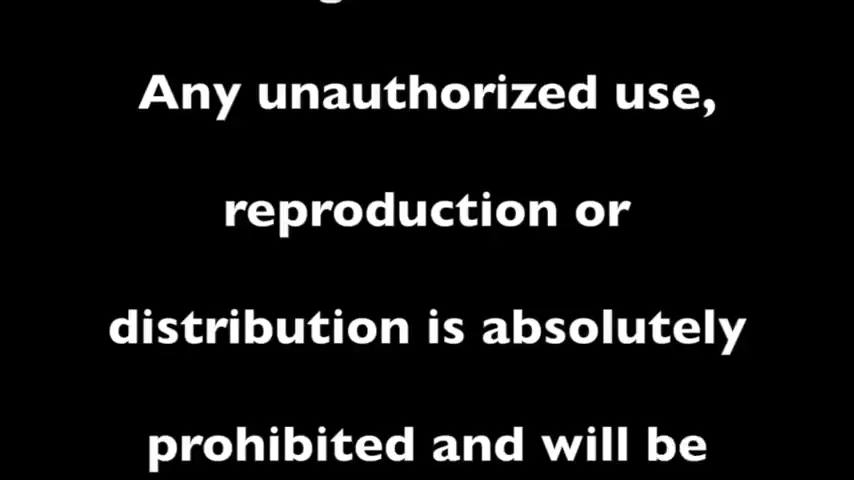 Any unauthorized use,
reproduction or
distribution is absolutely
prohibited and will be